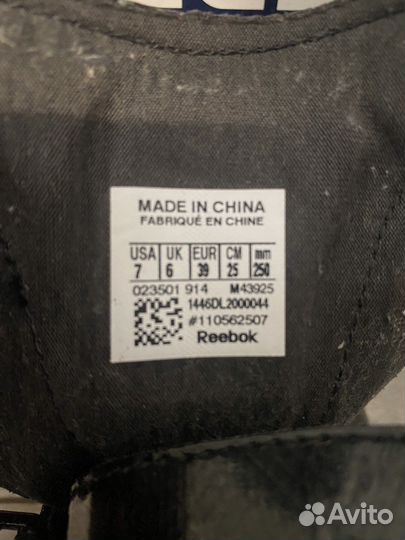 MADE IN CHINA
FABRIQUÉ EN CHINE
USA UK EUR CM mm
7 6 39 25 250
023501 914 M43925
1446DL2000044
#110562507
Reebok
Avito